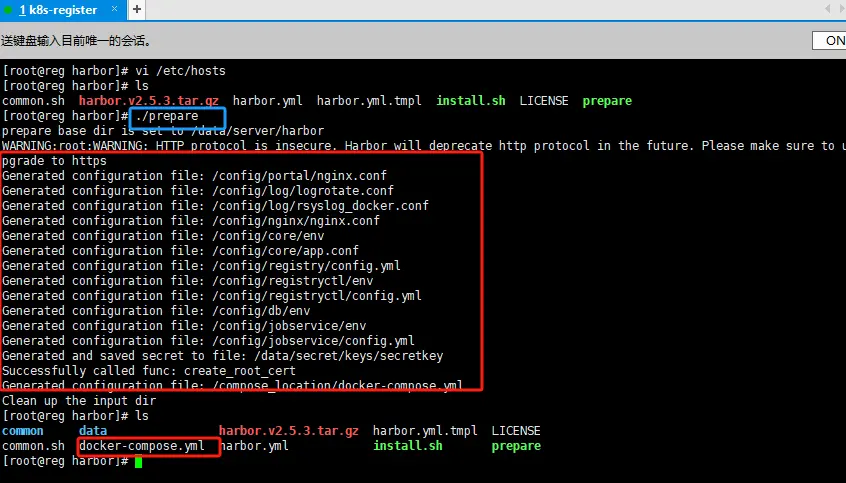 1 k8s-register × +
送键盘输入目前唯一的会话。
ON
[root@reg harbor]# vi /etc/hosts
[root@reg harbor]# ls
common.sh harbor.v2.5.3.tar.gz harbor.yml harbor.yml.tmpl install.sh LICENSE prepare
[root@reg harbor]# ./prepare
prepare base dir is set to /data/server/harbor
WARNING:root:WARNING: HTTP protocol is insecure. Harbor will deprecate http protocol in the future. Please make sure to u
pgrade to https
Generated configuration file: /config/portal/nginx.conf
Generated configuration file: /config/log/logrotate.conf
Generated configuration file: /config/log/rsyslog_docker.conf
Generated configuration file: /config/nginx/nginx.conf
Generated configuration file: /config/core/env
Generated configuration file: /config/core/app.conf
Generated configuration file: /config/registry/config.yml
Generated configuration file: /config/registryctl/env
Generated configuration file: /config/registryctl/config.yml
Generated configuration file: /config/db/env
Generated configuration file: /config/jobservice/env
Generated configuration file: /config/jobservice/config.yml
Generated and saved secret to file: /data/secret/keys/secretkey
Successfully called func: create_root_cert
Generated configuration file: /compose_location/docker-compose.yml
Clean up the input dir
[root@reg harbor]# ls
common data harbor.v2.5.3.tar.gz harbor.yml.tmpl LICENSE
common.sh docker-compose.yml harbor.yml install.sh prepare
[root@reg harbor]#